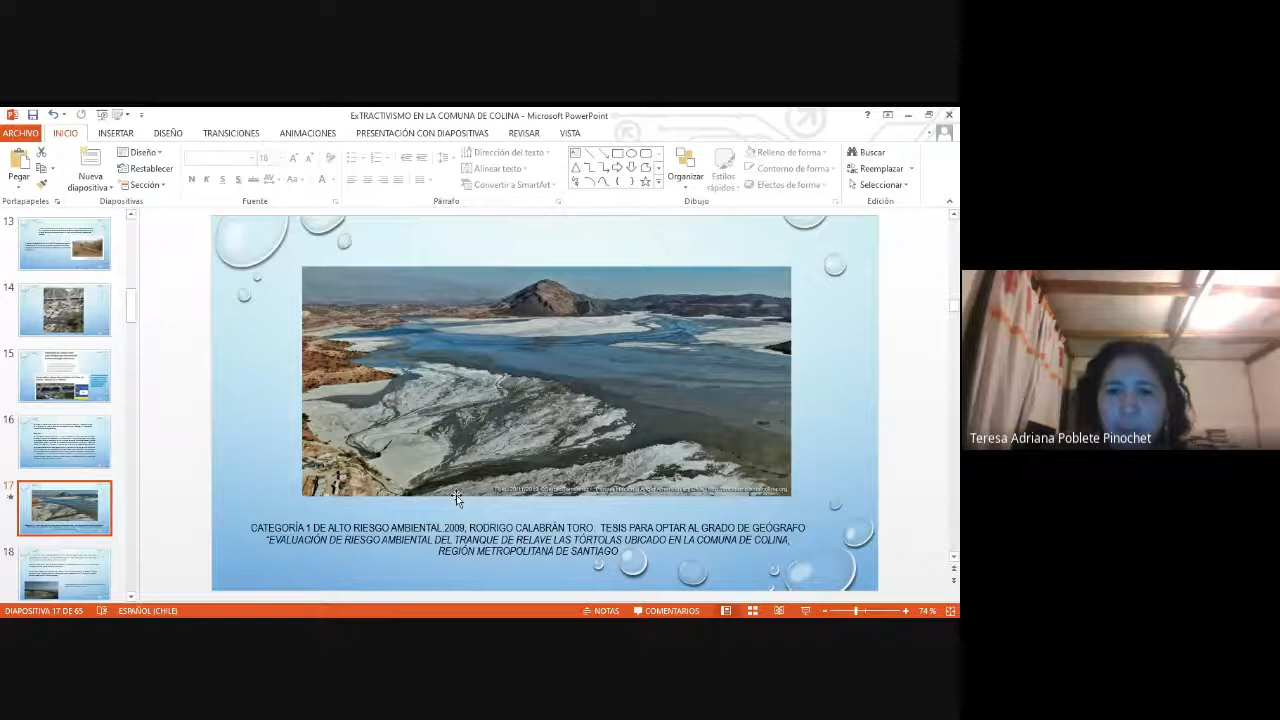 ExTRACTIVISMO EN LA COMUNA DE COLINA - Microsoft PowerPoint
ARCHIVO INICIO INSERTAR DISEÑO TRANSICIONES ANIMACIONES PRESENTACIÓN CON DIAPOSITIVAS REVISAR VISTA
Pegar
Nueva
diapositiva
Diseño
Restablecer
Sección
18
N K S S abc AV Aa A
Dirección del texto
Alinear texto
Convertir a SmartArt
Organizar
Estilos
rápidos
Relleno de forma
Contorno de forma
Efectos de forma
Buscar
Reemplazar
Seleccionar
Portapapeles Diapositivas Fuente Párrafo Dibujo Edición
13
14
15
16
17
18
CATEGORÍA 1 DE ALTO RIESGO AMBIENTAL.2009, RODRIGO CALABRÁN TORO. TESIS PARA OPTAR AL GRADO DE GEÓGRAFO
"EVALUACIÓN DE RIESGO AMBIENTAL DEL TRANQUE DE RELAVE LAS TÓRTOLAS UBICADO EN LA COMUNA DE COLINA,
REGIÓN METROPOLITANA DE SANTIAGO
Teresa Adriana Poblete Pinochet
DIAPOSITIVA 17 DE 65 ESPAÑOL (CHILE) NOTAS COMENTARIOS 74 %